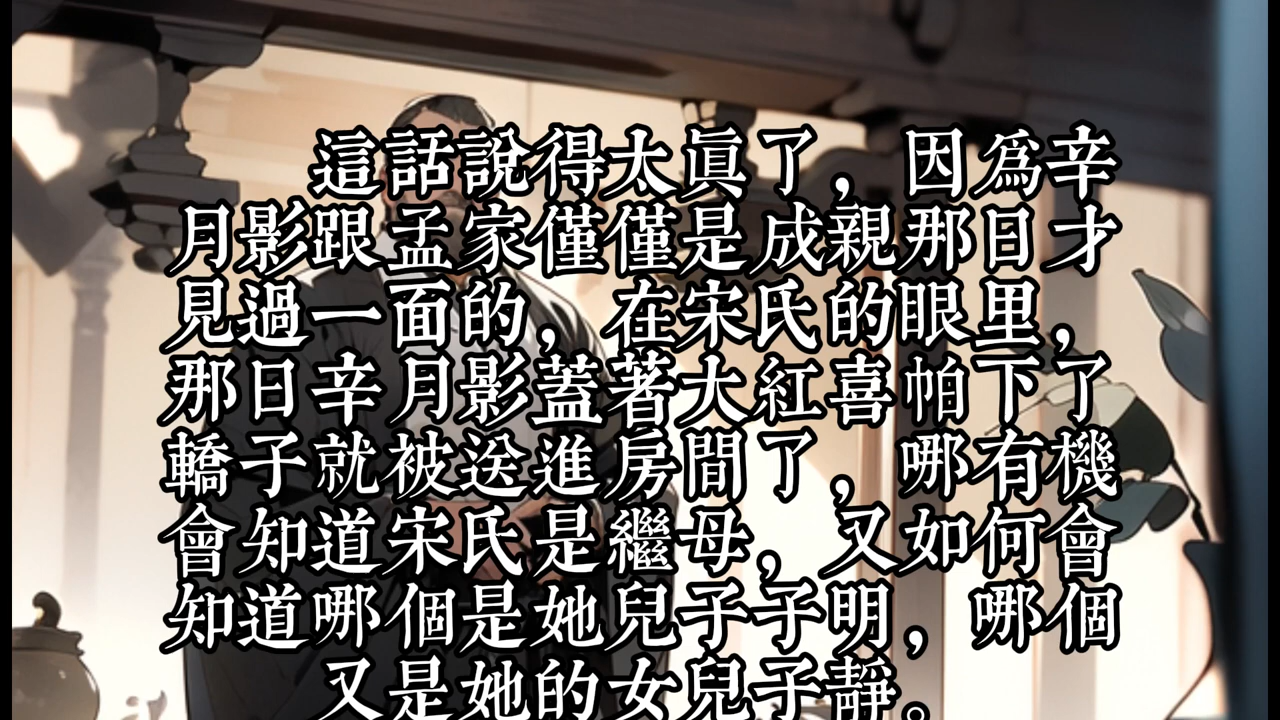 這話說得太眞了，因爲辛
月影跟孟家僅僅是成親那日才
見過一面的，在宋氏的眼里，
那日辛月影蓋著大紅喜帕下了
轎子就被送進房間了，哪有機
會知道宋氏是繼母，又如何會
知道哪個是她兒子子明，哪個
又是她的女兒子靜。